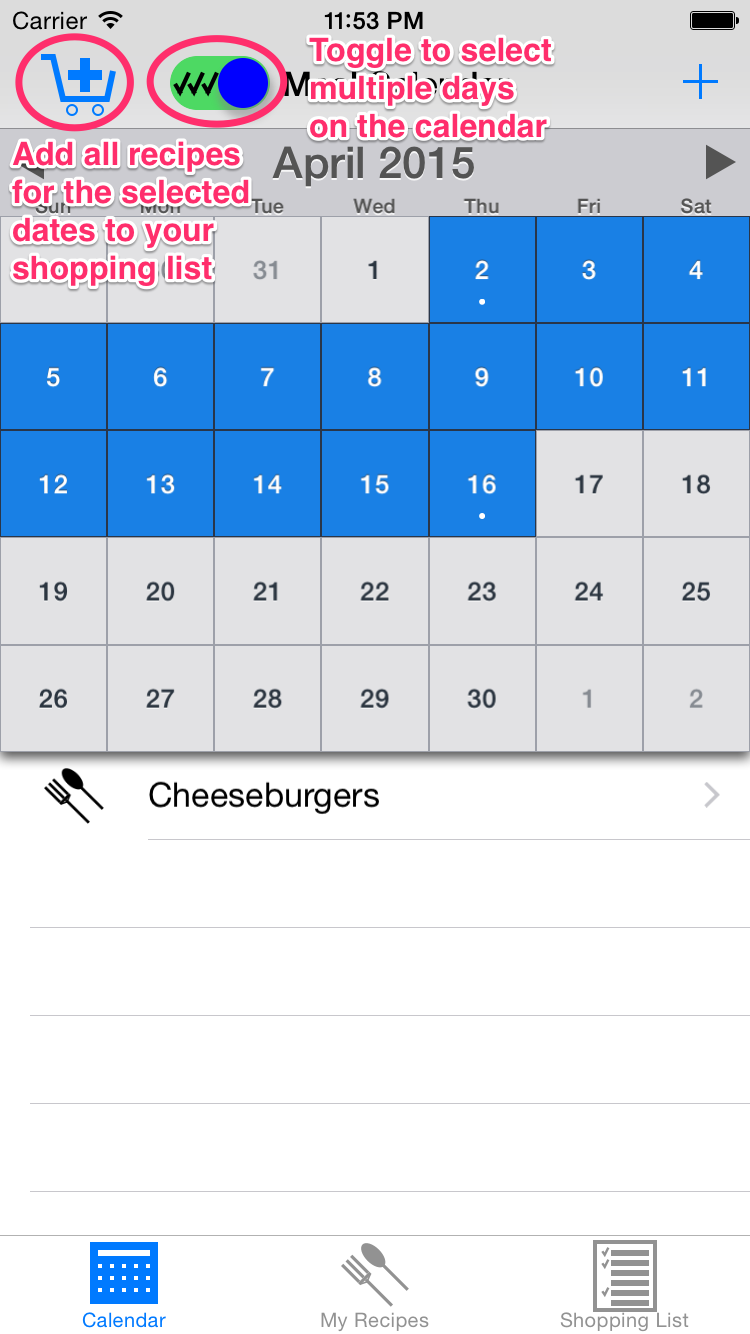 Carrier 11:53 PM
Toggle to select
multiple days
on the calendar
Add all recipes
for the selected
dates to your
shopping list
April 2015
Sun Mon Tue Wed Thu Fri Sat
31 1 2 3 4
5 6 7 8 9 10 11
12 13 14 15 16 17 18
19 20 21 22 23 24 25
26 27 28 29 30 1 2
Cheeseburgers
Calendar My Recipes Shopping List